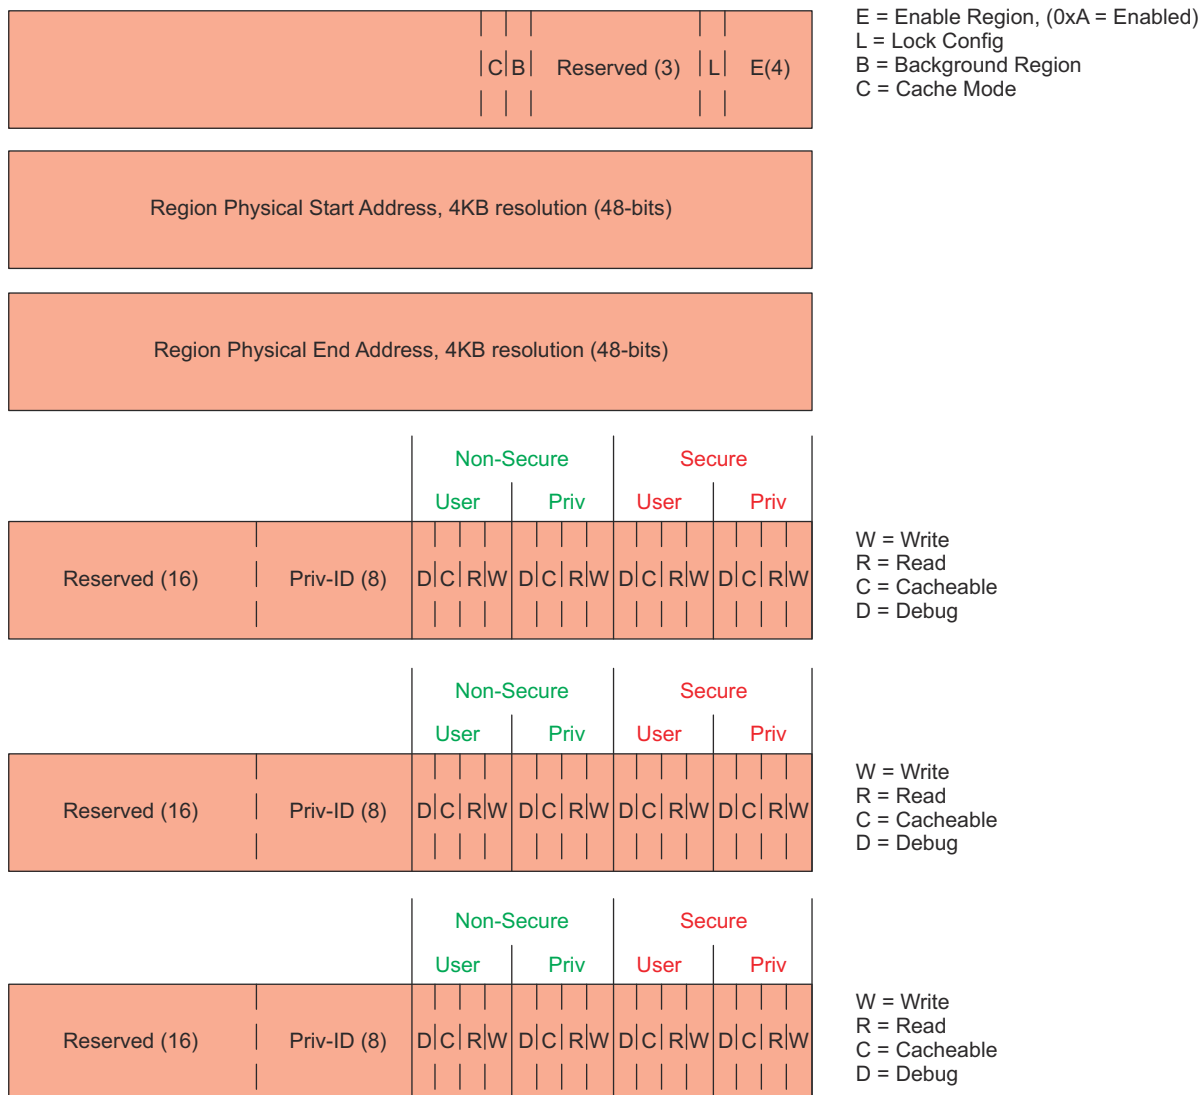 C B Reserved (3) L E(4)
E = Enable Region, (0xA = Enabled)
L = Lock Config
B = Background Region
C = Cache Mode
Region Physical Start Address, 4KB resolution (48-bits)
Region Physical End Address, 4KB resolution (48-bits)
Non-Secure Secure
User Priv User Priv
Reserved (16) Priv-ID (8) D C R W D C R W D C R W D C R W
W = Write
R = Read
C = Cacheable
D = Debug
Non-Secure Secure
User Priv User Priv
Reserved (16) Priv-ID (8) D C R W D C R W D C R W D C R W
W = Write
R = Read
C = Cacheable
D = Debug
Non-Secure Secure
User Priv User Priv
Reserved (16) Priv-ID (8) D C R W D C R W D C R W D C R W
W = Write
R = Read
C = Cacheable
D = Debug